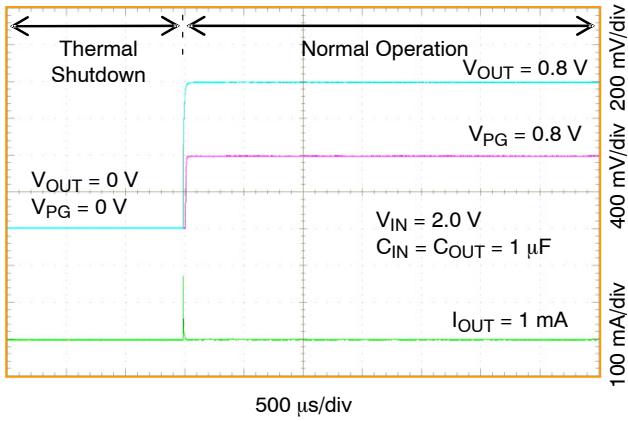 Thermal
Shutdown
Normal Operation
V_OUT = 0.8 V
V_PG = 0.8 V
V_OUT = 0 V
V_PG = 0 V
V_IN = 2.0 V
C_IN = C_OUT = 1 μF
I_OUT = 1 mA
200 mV/div
400 mV/div
100 mA/div
500 μs/div